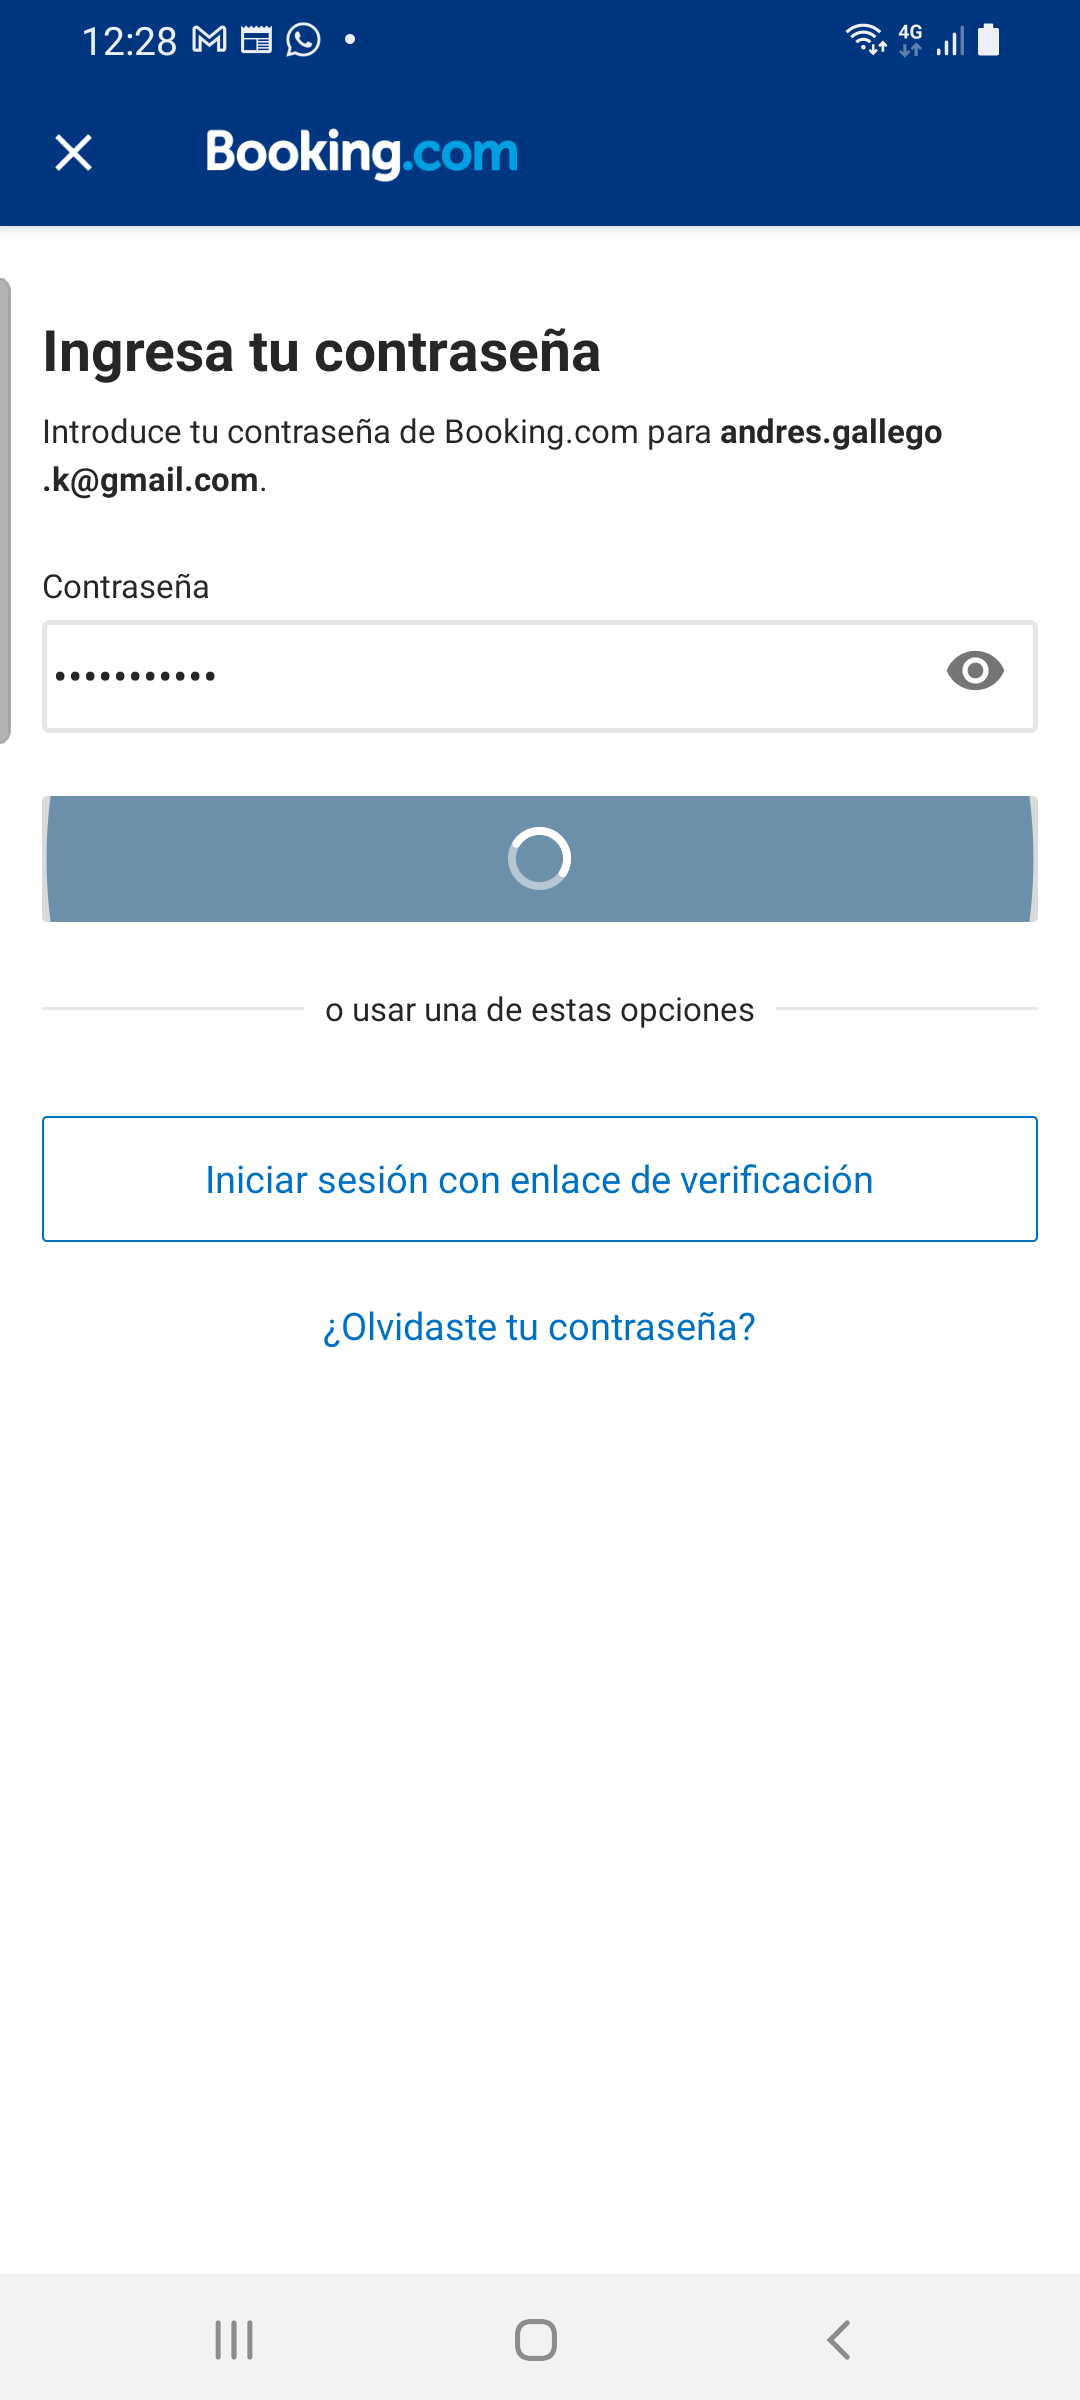 12:28
4G
Booking.com
Ingresa tu contraseña
Introduce tu contraseña de Booking.com para andres.gallego
.k@gmail.com.
Contraseña
•••••••••••
o usar una de estas opciones
Iniciar sesión con enlace de verificación
¿Olvidaste tu contraseña?